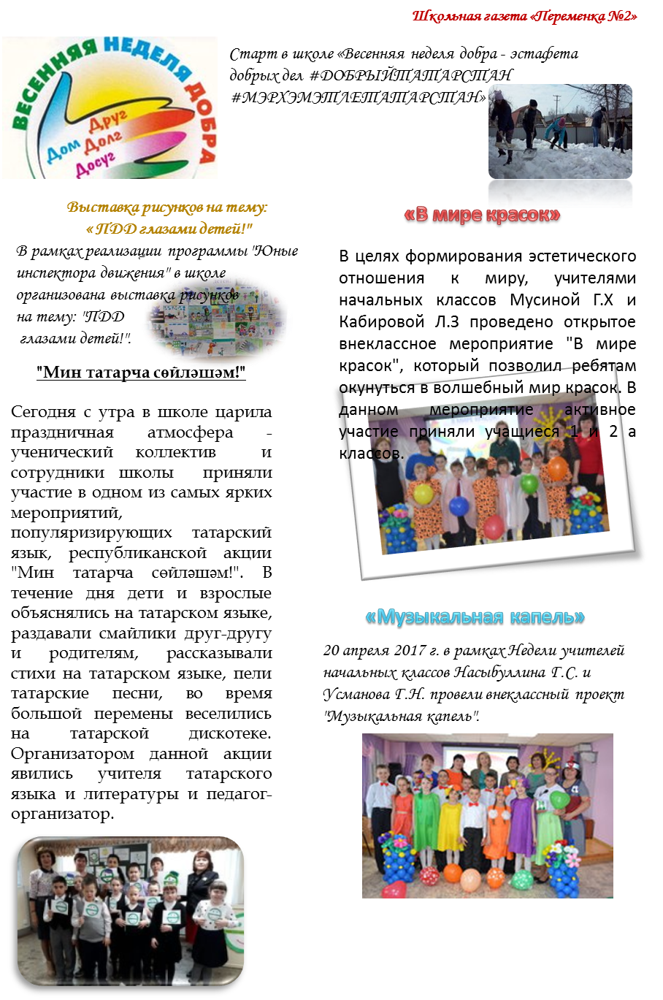 Школьная газета «Переменка №2»
ВЕСЕННЯЯ НЕДЕЛЯ ДОБРА
Друг
Дом Долг
Досуг
Старт в школе «Весенняя неделя добра - эстафета
добрых дел #ДОБРЫЙТАТАРСТАН
#МЭРХЭМЭТЛЕТАТАРСТАН»
Выставка рисунков на тему:
« ПДД глазами детей!"
В рамках реализации программы "Юные
инспектора движения" в школе
организована выставка рисунков
на тему: "ПДД
глазами детей!".
"Мин татарча сөйләшәм!"
Сегодня с утра в школе царила
праздничная атмосфера -
ученический коллектив и
сотрудники школы приняли
участие в одном из самых ярких
мероприятий,
популяризирующих татарский
язык, республиканской акции
"Мин татарча сөйләшәм!". В
течение дня дети и взрослые
объяснялись на татарском языке,
раздавали смайлики друг-другу
и родителям, рассказывали
стихи на татарском языке, пели
татарские песни, во время
большой перемены веселились
на татарской дискотеке.
Организатором данной акции
явились учителя татарского
языка и литературы и педагог-
организатор.
«В мире красок»
В целях формирования эстетического
отношения к миру, учителями
начальных классов Мусиной Г.Х и
Кабировой Л.З проведено открытое
внеклассное мероприятие "В мире
красок", который позволил ребятам
окунуться в волшебный мир красок. В
данном мероприятие активное
участие приняли учащиеся 1 и 2 а
классов.
«Музыкальная капель»
20 апреля 2017 г. в рамках Недели учителей
начальных классов Насыбуллина Г.С. и
Усманова Г.Н. провели внеклассный проект
"Музыкальная капель".